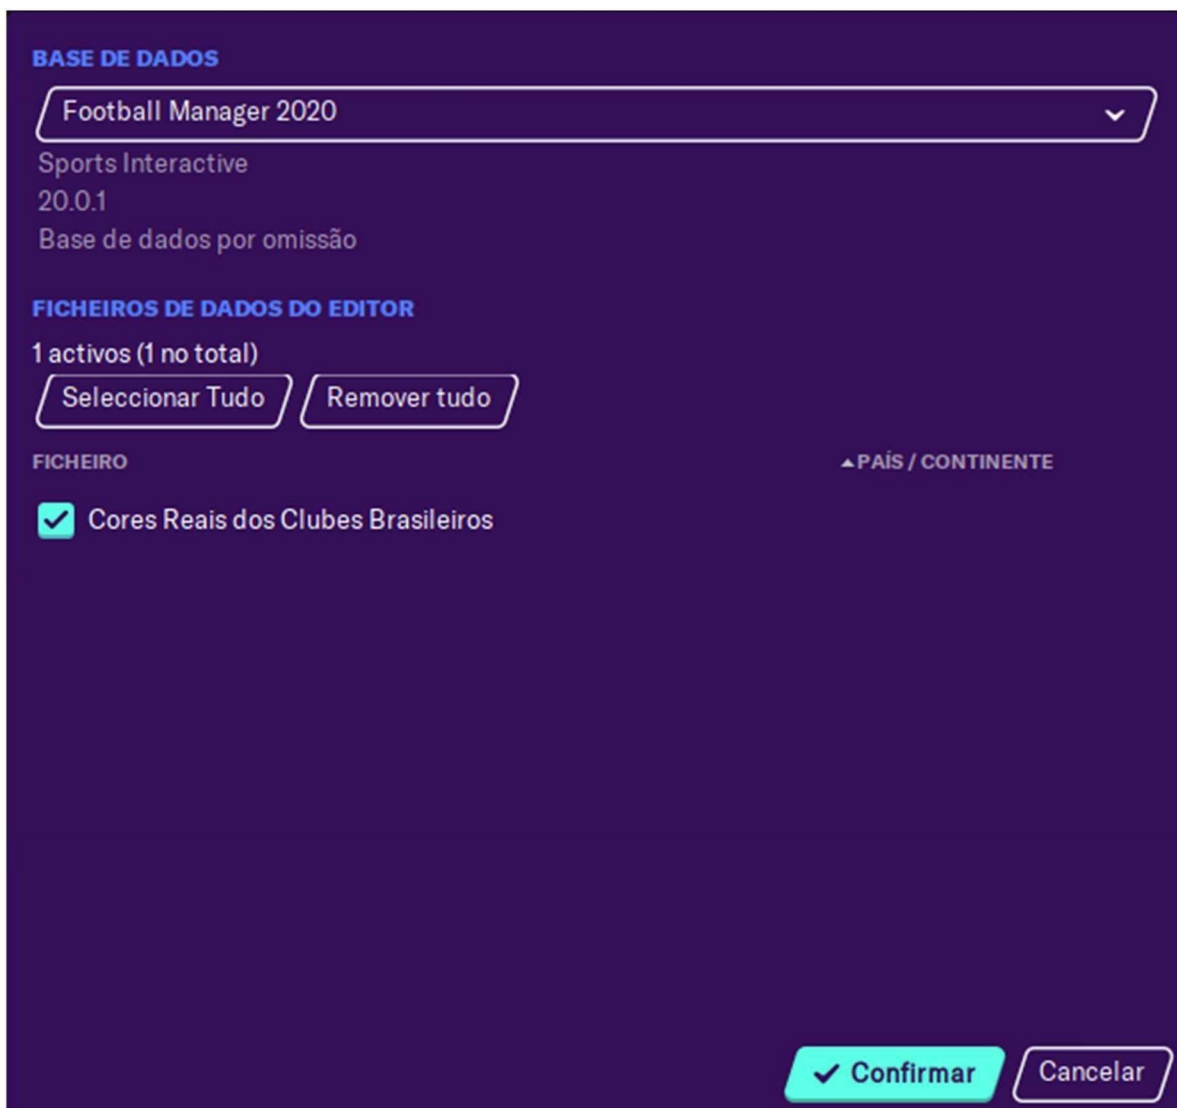 BASE DE DADOS
Football Manager 2020
Sports Interactive
20.0.1
Base de dados por omissão
FICHEIROS DE DADOS DO EDITOR
1 activos (1 no total)
Seleccionar Tudo Remover tudo
FICHEIRO PAÍS / CONTINENTE
Cores Reais dos Clubes Brasileiros
Confirmar Cancelar